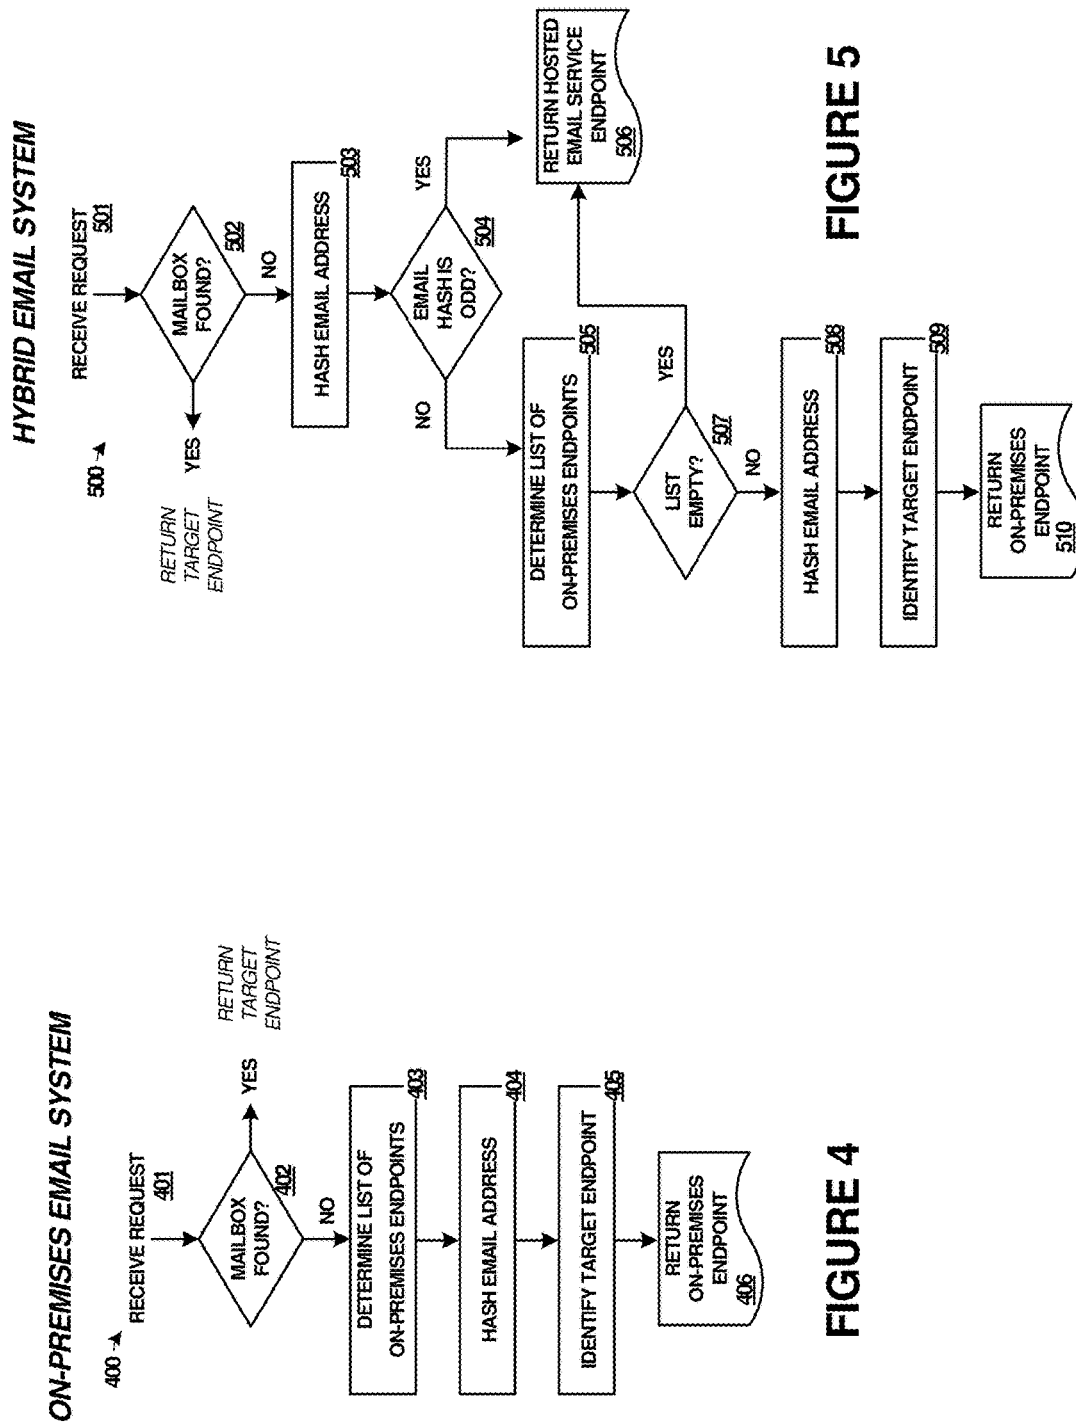 ON-PREMISES EMAIL SYSTEM
400
RECEIVE REQUEST
401
MAILBOX
FOUND?
402
YES
RETURN
TARGET
ENDPOINT
NO
DETERMINE LIST OF
ON-PREMISES ENDPOINTS
403
HASH EMAIL ADDRESS
404
IDENTIFY TARGET ENDPOINT
405
RETURN
ON-PREMISES
ENDPOINT
406
FIGURE 4
HYBRID EMAIL SYSTEM
500
RECEIVE REQUEST
501
MAILBOX
FOUND?
502
YES
RETURN
TARGET
ENDPOINT
NO
HASH EMAIL ADDRESS
503
EMAIL
HASH IS
ODD?
504
NO
YES
DETERMINE LIST OF
ON-PREMISES ENDPOINTS
505
RETURN HOSTED
EMAIL SERVICE
ENDPOINT
506
LIST
EMPTY?
507
YES
NO
HASH EMAIL ADDRESS
508
IDENTIFY TARGET ENDPOINT
509
RETURN
ON-PREMISES
ENDPOINT
510
FIGURE 5